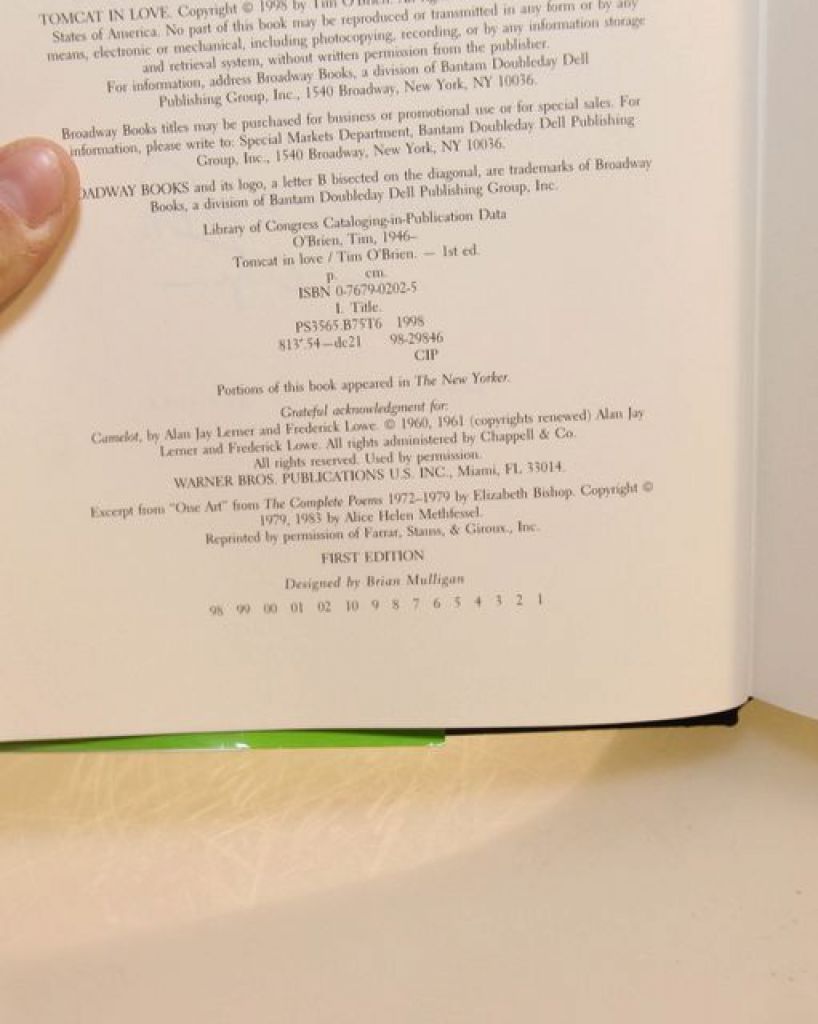 TOMCAT IN LOVE. Copyright © 1998 by Tim O'Brien.
States of America. No part of this book may be reproduced or transmitted in any form or by any
means, electronic or mechanical, including photocopying, recording, or by any information storage
and retrieval system, without written permission from the publisher.
For information, address Broadway Books, a division of Bantam Doubleday Dell
Publishing Group, Inc., 1540 Broadway, New York, NY 10036.
Broadway Books titles may be purchased for business or promotional use or for special sales. For
information, please write to: Special Markets Department, Bantam Doubleday Dell Publishing
Group, Inc., 1540 Broadway, New York, NY 10036.
OADWAY BOOKS and its logo, a letter B bisected on the diagonal, are trademarks of Broadway
Books, a division of Bantam Doubleday Dell Publishing Group, Inc.
Library of Congress Cataloging-in-Publication Data
O'Brien, Tim, 1946–
Tomcat in love / Tim O'Brien. — 1st ed.
p. cm.
ISBN 0-7679-0202-5
I. Title.
PS3565.B75T6 1998
813'.54—dc21 98-29846
CIP
Portions of this book appeared in The New Yorker.
Grateful acknowledgment for:
Camelot, by Alan Jay Lerner and Frederick Lowe. © 1960, 1961 (copyrights renewed) Alan Jay
Lerner and Frederick Lowe. All rights administered by Chappell & Co.
All rights reserved. Used by permission.
WARNER BROS. PUBLICATIONS U.S. INC., Miami, FL 33014.
Excerpt from "One Art" from The Complete Poems 1972–1979 by Elizabeth Bishop. Copyright ©
1979, 1983 by Alice Helen Methfessel.
Reprinted by permission of Farrar, Straus, & Giroux., Inc.
FIRST EDITION
Designed by Brian Mulligan
98 99 00 01 02 10 9 8 7 6 5 4 3 2 1